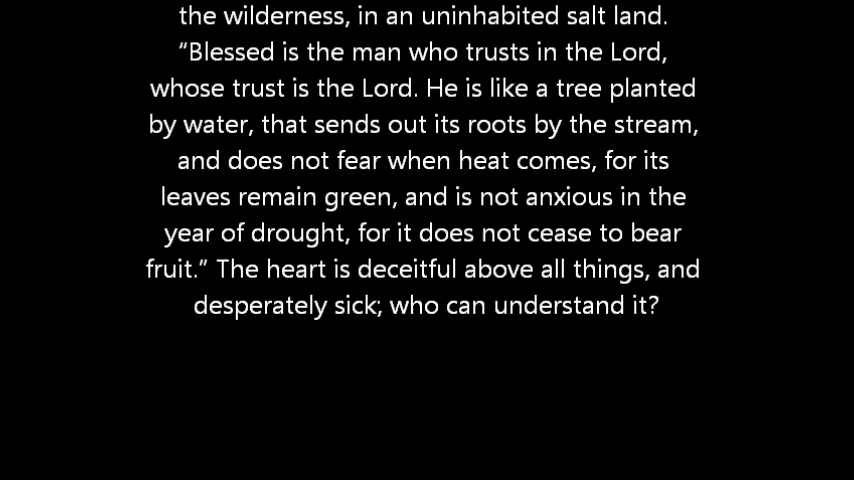 the wilderness, in an uninhabited salt land.
“Blessed is the man who trusts in the Lord,
whose trust is the Lord. He is like a tree planted
by water, that sends out its roots by the stream,
and does not fear when heat comes, for its
leaves remain green, and is not anxious in the
year of drought, for it does not cease to bear
fruit.” The heart is deceitful above all things, and
desperately sick; who can understand it?